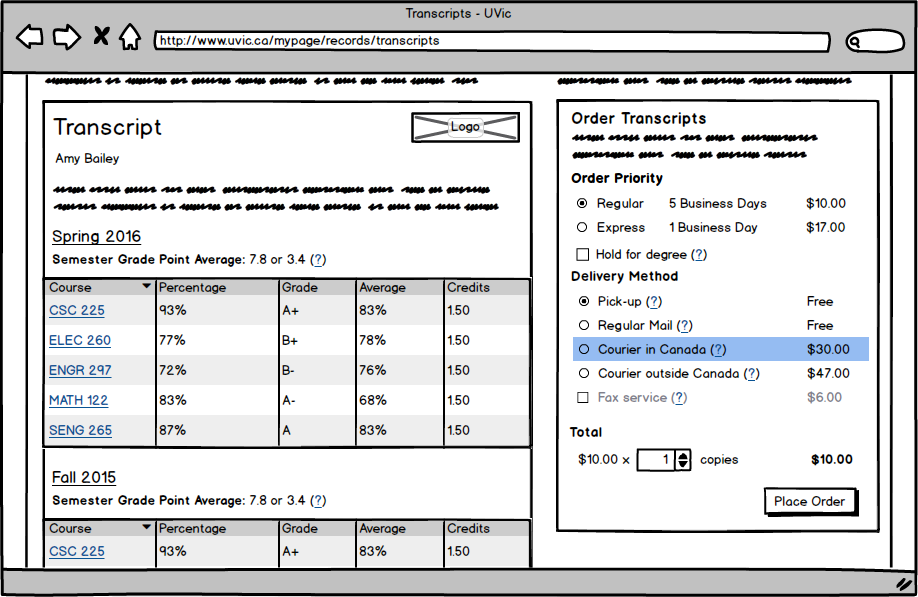 Transcripts - UVic
http://www.uvic.ca/mypage/records/transcripts
Transcript
Logo
Amy Bailey
Spring 2016
Semester Grade Point Average: 7.8 or 3.4 (?)
Course Percentage Grade Average Credits
CSC 225 93% A+ 83% 1.50
ELEC 260 77% B+ 78% 1.50
ENGR 297 72% B- 76% 1.50
MATH 122 83% A- 68% 1.50
SENG 265 87% A 83% 1.50
Fall 2015
Semester Grade Point Average: 7.8 or 3.4 (?)
Course Percentage Grade Average Credits
CSC 225 93% A+ 83% 1.50
Order Transcripts
Order Priority
Regular 5 Business Days $10.00
Express 1 Business Day $17.00
Hold for degree (?)
Delivery Method
Pick-up (?) Free
Regular Mail (?) Free
Courier in Canada (?) $30.00
Courier outside Canada (?) $47.00
Fax service (?) $6.00
Total
$10.00 × 1 copies $10.00
Place Order